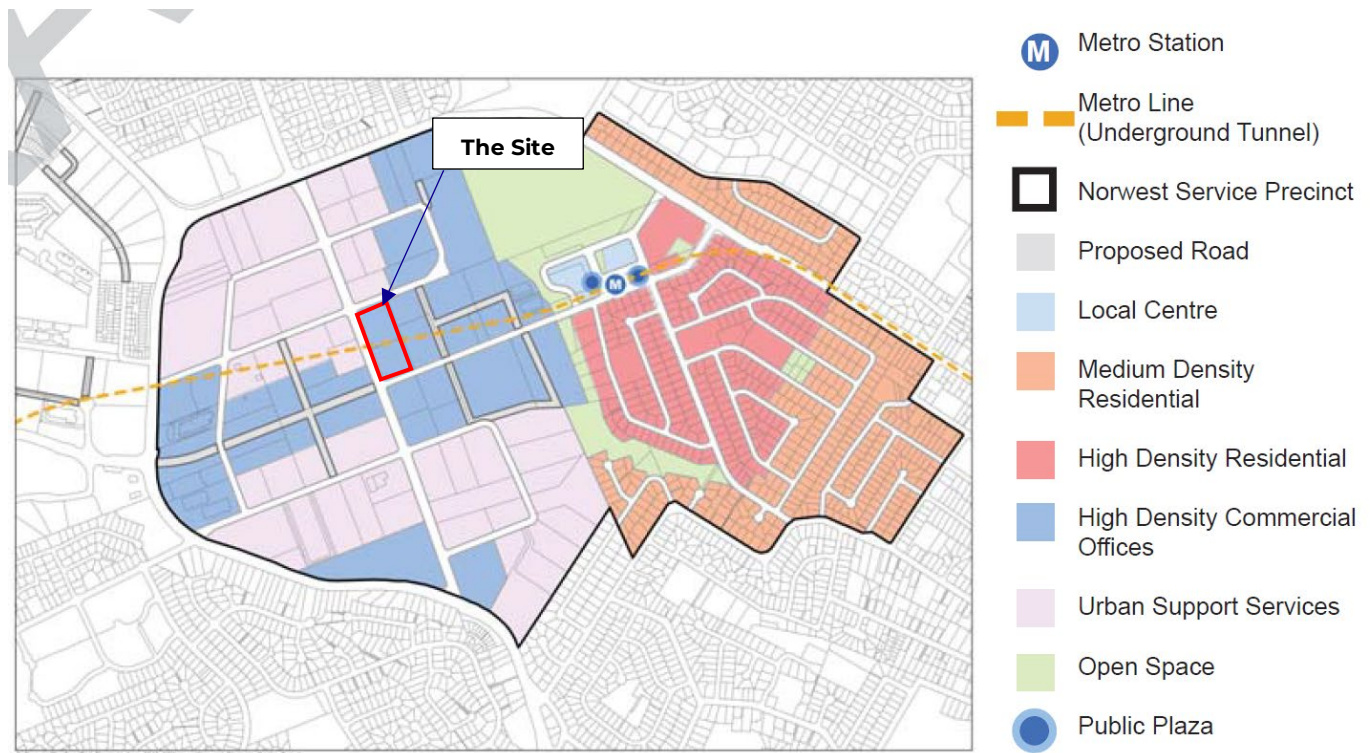 The Site
M
M
Metro Station
Metro Line
(Underground Tunnel)
Norwest Service Precinct
Proposed Road
Local Centre
Medium Density
Residential
High Density Residential
High Density Commercial
Offices
Urban Support Services
Open Space
Public Plaza